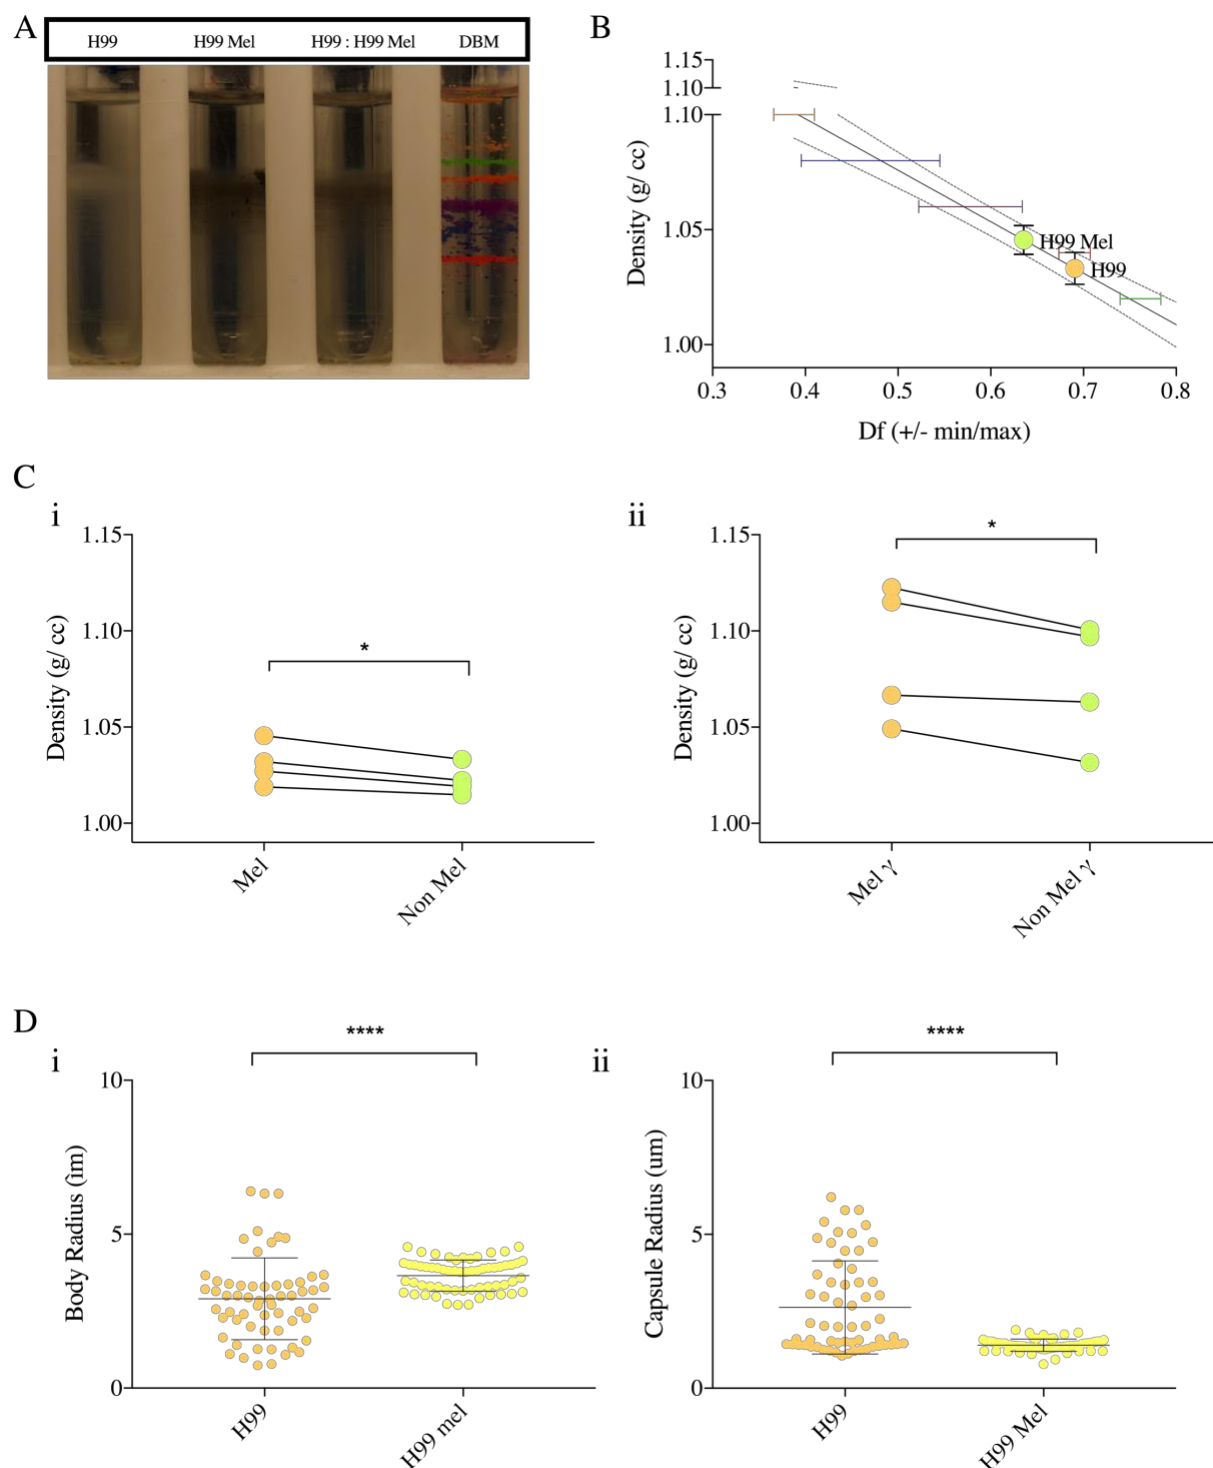 A
H99 H99 Mel H99 : H99 Mel DBM
B
1.15
1.10
1.10
1.05
1.00
Density (g/ cc)
H99 Mel
H99
0.3 0.4 0.5 0.6 0.7 0.8
Df (+/- min/max)
C
i
1.15
1.10
1.05
1.00
Density (g/ cc)
*
Mel Non Mel
ii
1.15
1.10
1.05
1.00
Density (g/ cc)
*
Mel γ Non Mel γ
D
i
****
10
5
0
Body Radius (ìm)
H99 H99 mel
ii
****
10
5
0
Capsule Radius (um)
H99 H99 Mel